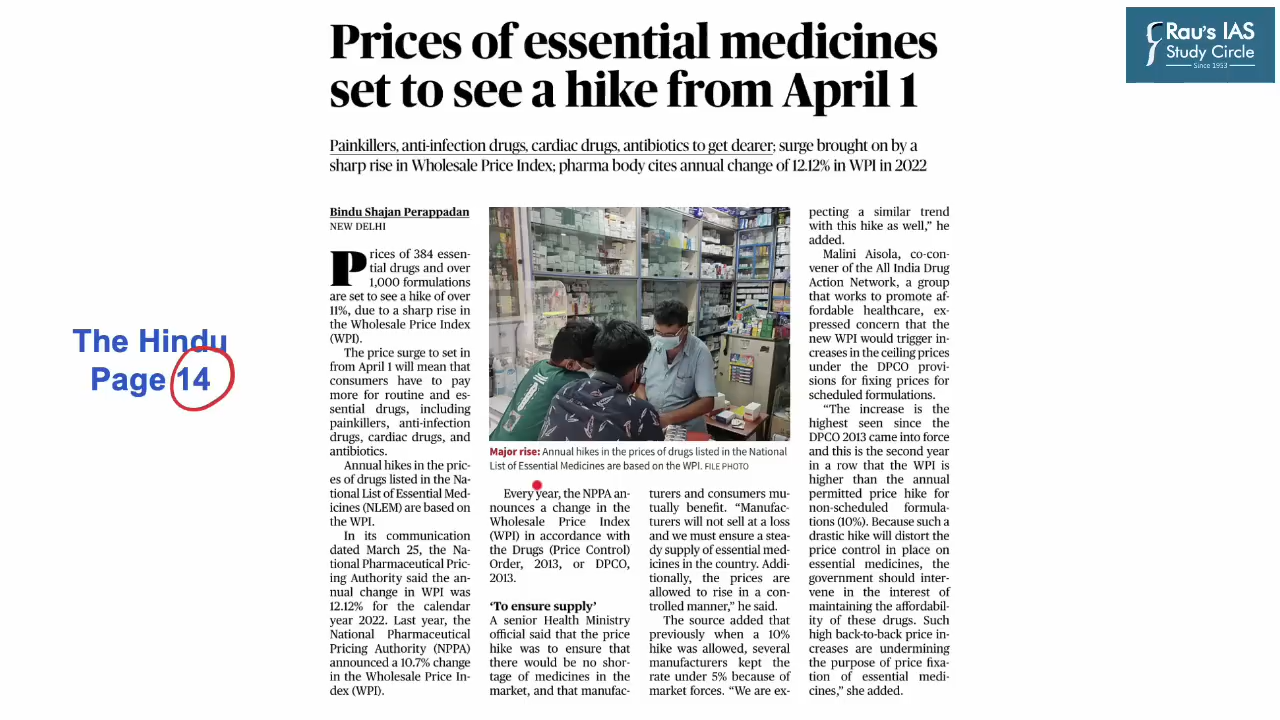 Prices of essential medicines
set to see a hike from April 1
Rau's IAS
Study Circle
Since 1953
Painkillers, anti-infection drugs, cardiac drugs, antibiotics to get dearer; surge brought on by a
sharp rise in Wholesale Price Index; pharma body cites annual change of 12.12% in WPI in 2022
The Hindu
Page 14
Bindu Shajan Perappadan
NEW DELHI
Prices of 384 essen-
tial drugs and over
1,000 formulations
are set to see a hike of over
11%, due to a sharp rise in
the Wholesale Price Index
(WPI).
The price surge to set in
from April 1 will mean that
consumers have to pay
more for routine and es-
sential drugs, including
painkillers, anti-infection
drugs, cardiac drugs, and
antibiotics.
Annual hikes in the pric-
es of drugs listed in the Na-
tional List of Essential Med-
icines (NLEM) are based on
the WPI.
In its communication
dated March 25, the Na-
tional Pharmaceutical Pric-
ing Authority said the an-
nual change in WPI was
12.12% for the calendar
year 2022. Last year, the
National Pharmaceutical
Pricing Authority (NPPA)
announced a 10.7% change
in the Wholesale Price In-
dex (WPI).
Major rise: Annual hikes in the prices of drugs listed in the National
List of Essential Medicines are based on the WPI. FILE PHOTO
Every year, the NPPA an-
nounces a change in the
Wholesale Price Index
(WPI) in accordance with
the Drugs (Price Control)
Order, 2013, or DPCO,
2013.
‘To ensure supply’
A senior Health Ministry
official said that the price
hike was to ensure that
there would be no shor-
tage of medicines in the
market, and that manufac-
turers and consumers mu-
tually benefit. “Manufac-
turers will not sell at a loss
and we must ensure a stea-
dy supply of essential med-
icines in the country. Addi-
tionally, the prices are
allowed to rise in a con-
trolled manner,” he said.
The source added that
previously when a 10%
hike was allowed, several
manufacturers kept the
rate under 5% because of
market forces. “We are ex-
pecting a similar trend
with this hike as well,” he
added.
Malini Aisola, co-con-
vener of the All India Drug
Action Network, a group
that works to promote af-
fordable healthcare, ex-
pressed concern that the
new WPI would trigger in-
creases in the ceiling prices
under the DPCO provi-
sions for fixing prices for
scheduled formulations.
“The increase is the
highest seen since the
DPCO 2013 came into force
and this is the second year
in a row that the WPI is
higher than the annual
permitted price hike for
non-scheduled formula-
tions (10%). Because such a
drastic hike will distort the
price control in place on
essential medicines, the
government should inter-
vene in the interest of
maintaining the affordabil-
ity of these drugs. Such
high back-to-back price in-
creases are undermining
the purpose of price fixa-
tion of essential medi-
cines,” she added.